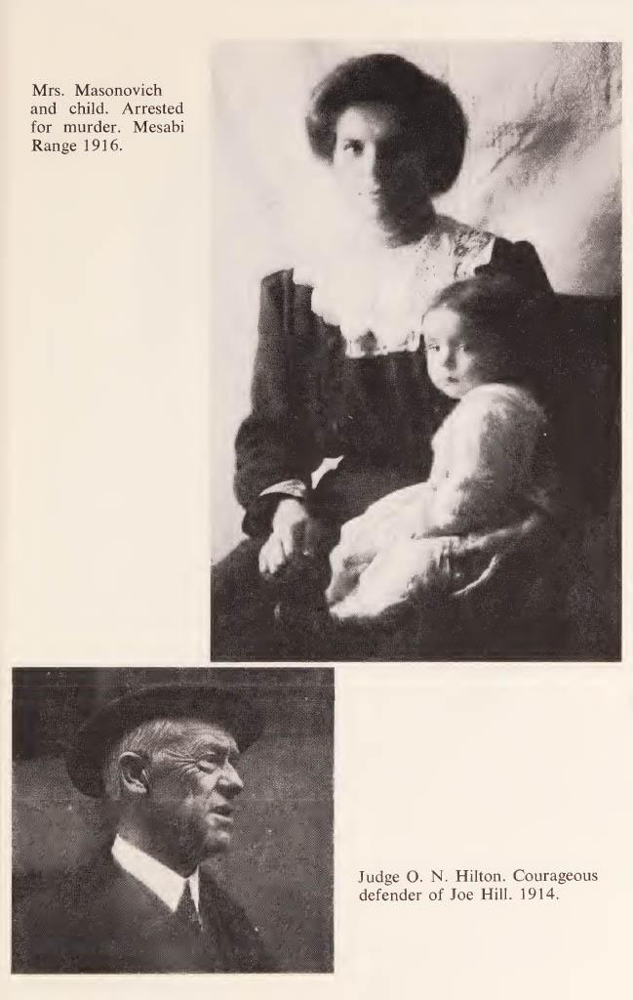 Mrs. Masonovich
and child. Arrested
for murder. Mesabi
Range 1916.
Judge O. N. Hilton. Courageous
defender of Joe Hill. 1914.